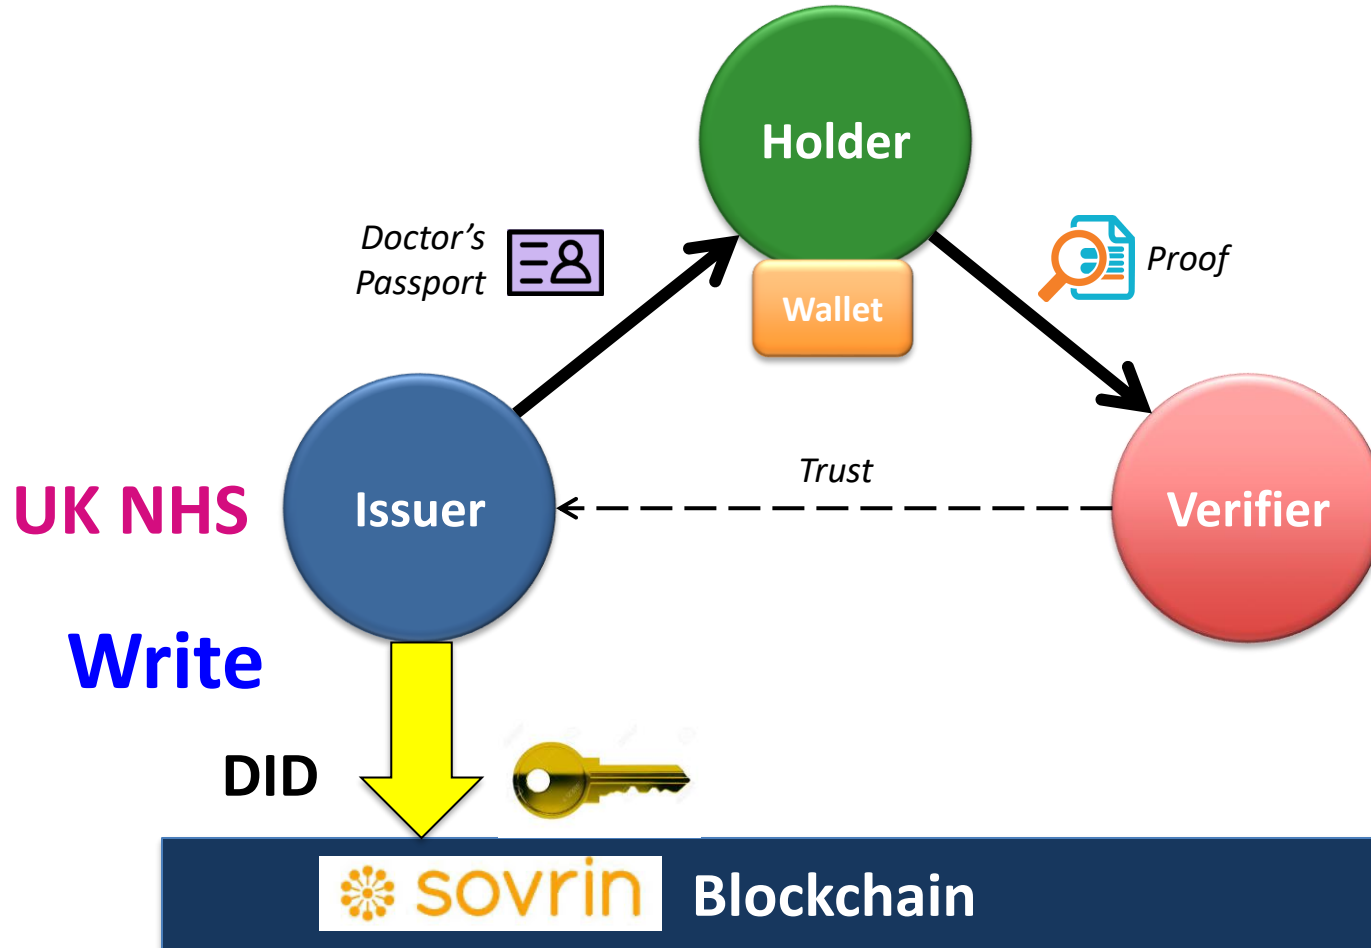 Holder
Doctor’s
Passport
Proof
Wallet
Trust
UK NHS
Issuer
Verifier
Write
DID
sovrin
Blockchain